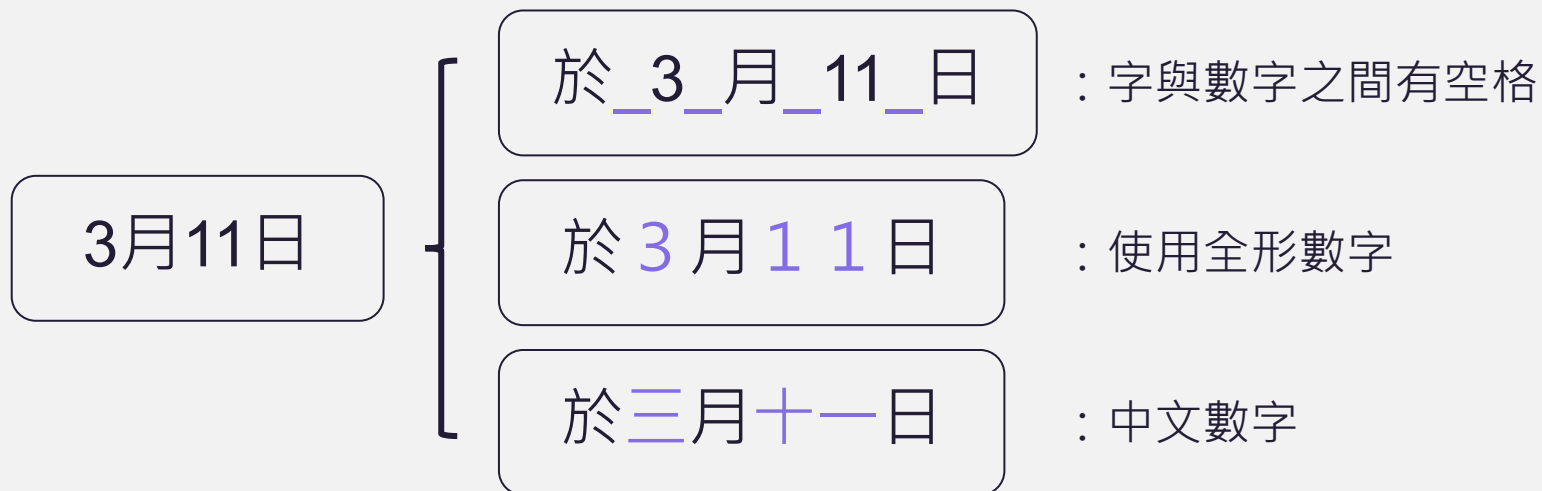 於_3_月_11_日 :字與數字之間有空格
3月11日
於３月１１日 :使用全形數字
於三月十一日 :中文數字